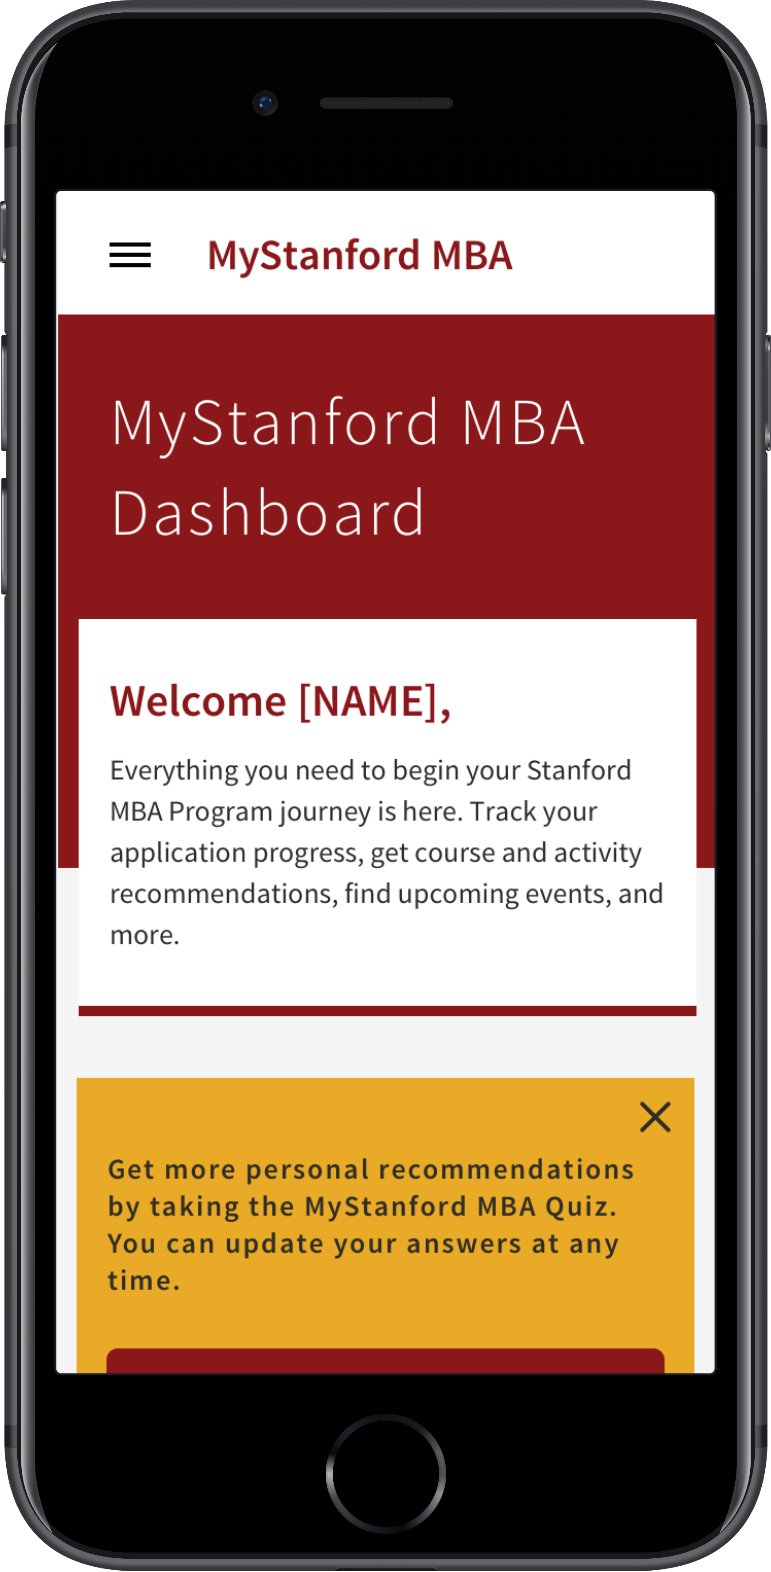 MyStanford MBA
MyStanford MBA
Dashboard
Welcome [NAME],
Everything you need to begin your Stanford
MBA Program journey is here. Track your
application progress, get course and activity
recommendations, find upcoming events, and
more.
Get more personal recommendations
by taking the MyStanford MBA Quiz.
You can update your answers at any
time.